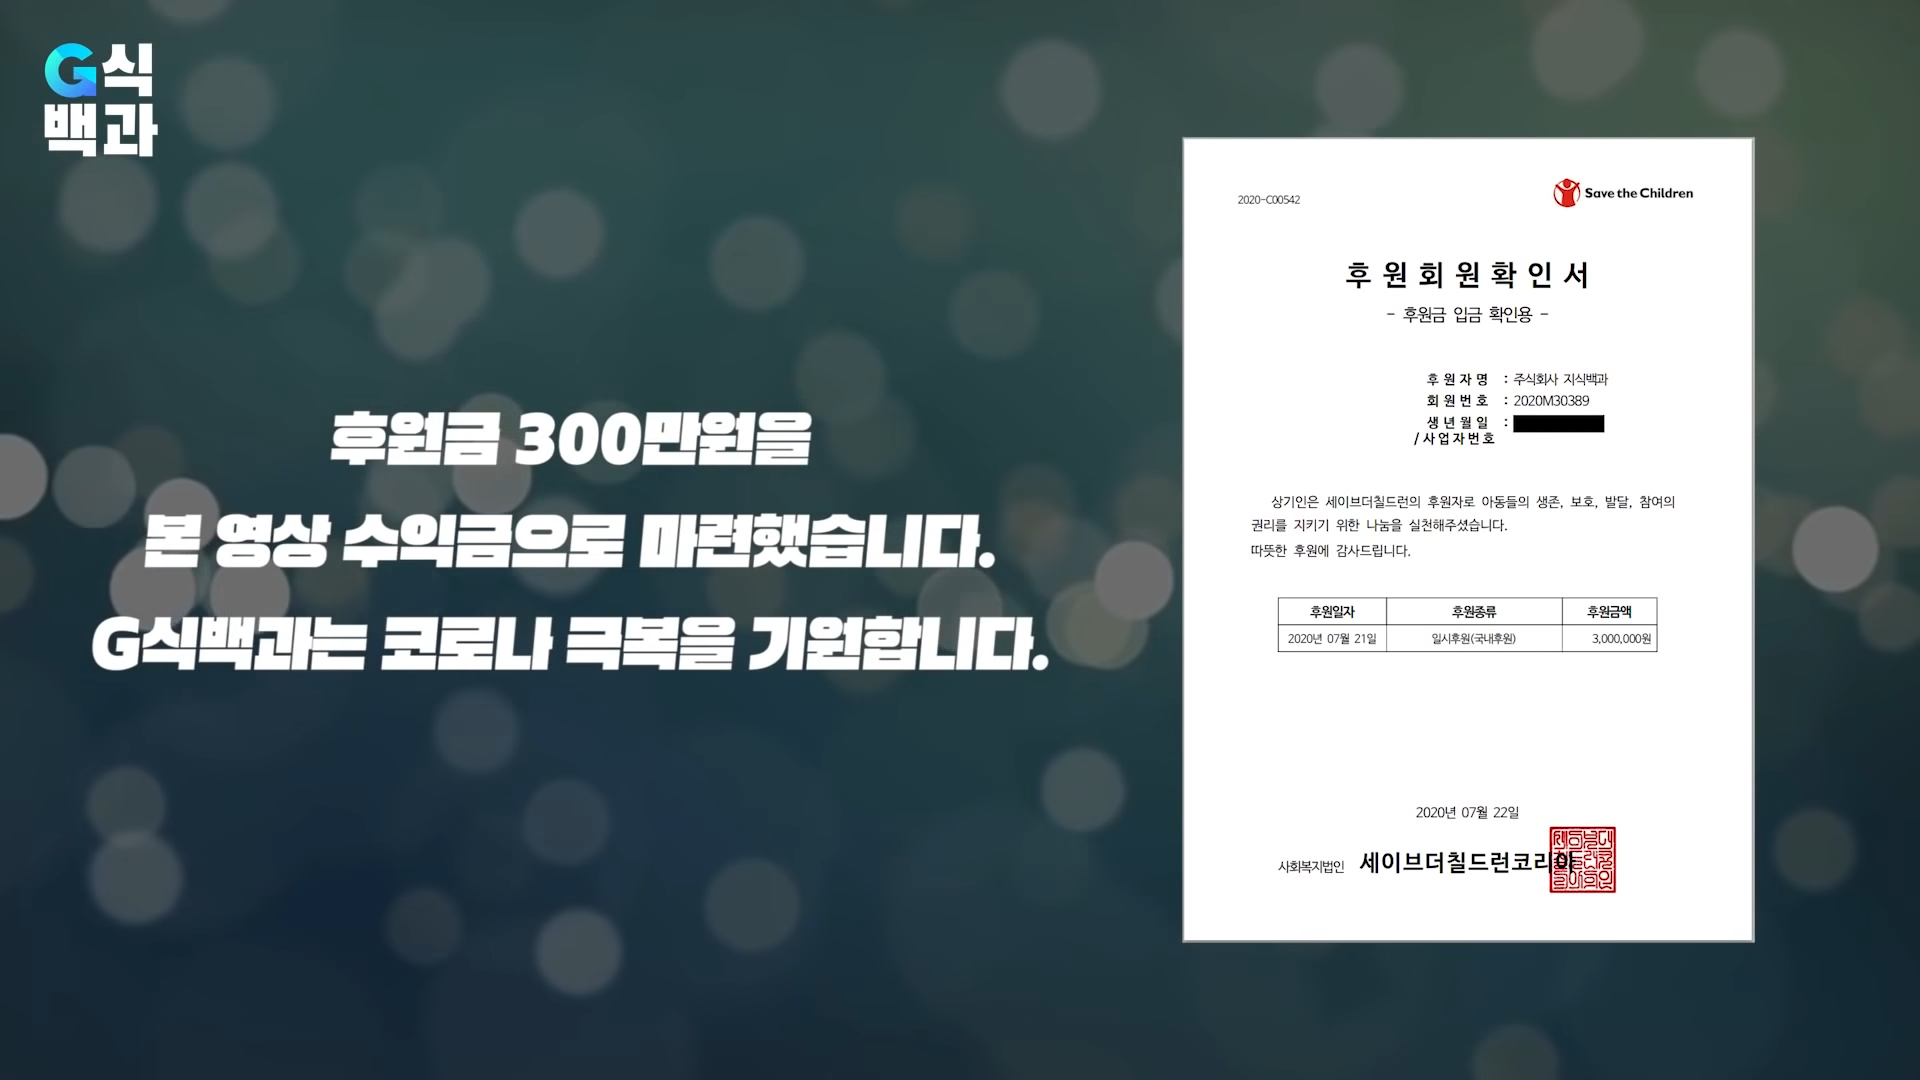 G식
백과
후원금 300만원을
본 영상 수익금으로 마련했습니다.
G식백과는 코로나 극복을 기원합니다.
2020-C00542
Save the Children
후원회원확인서
- 후원금 입금 확인용 -
후원자명 : 주식회사 지식백과
회원번호 : 2020M30389
생년월일 :
/사업자번호
상기인은 세이브더칠드런의 후원자로 아동들의 생존, 보호, 발달, 참여의
권리를 지키기 위한 나눔을 실천해주셨습니다.
따뜻한 후원에 감사드립니다.
후원일자 후원종류 후원금액
2020년 07월 21일 일시후원(국내후원) 3,000,000원
2020년 07월 22일
사회복지법인 세이브더칠드런코리아